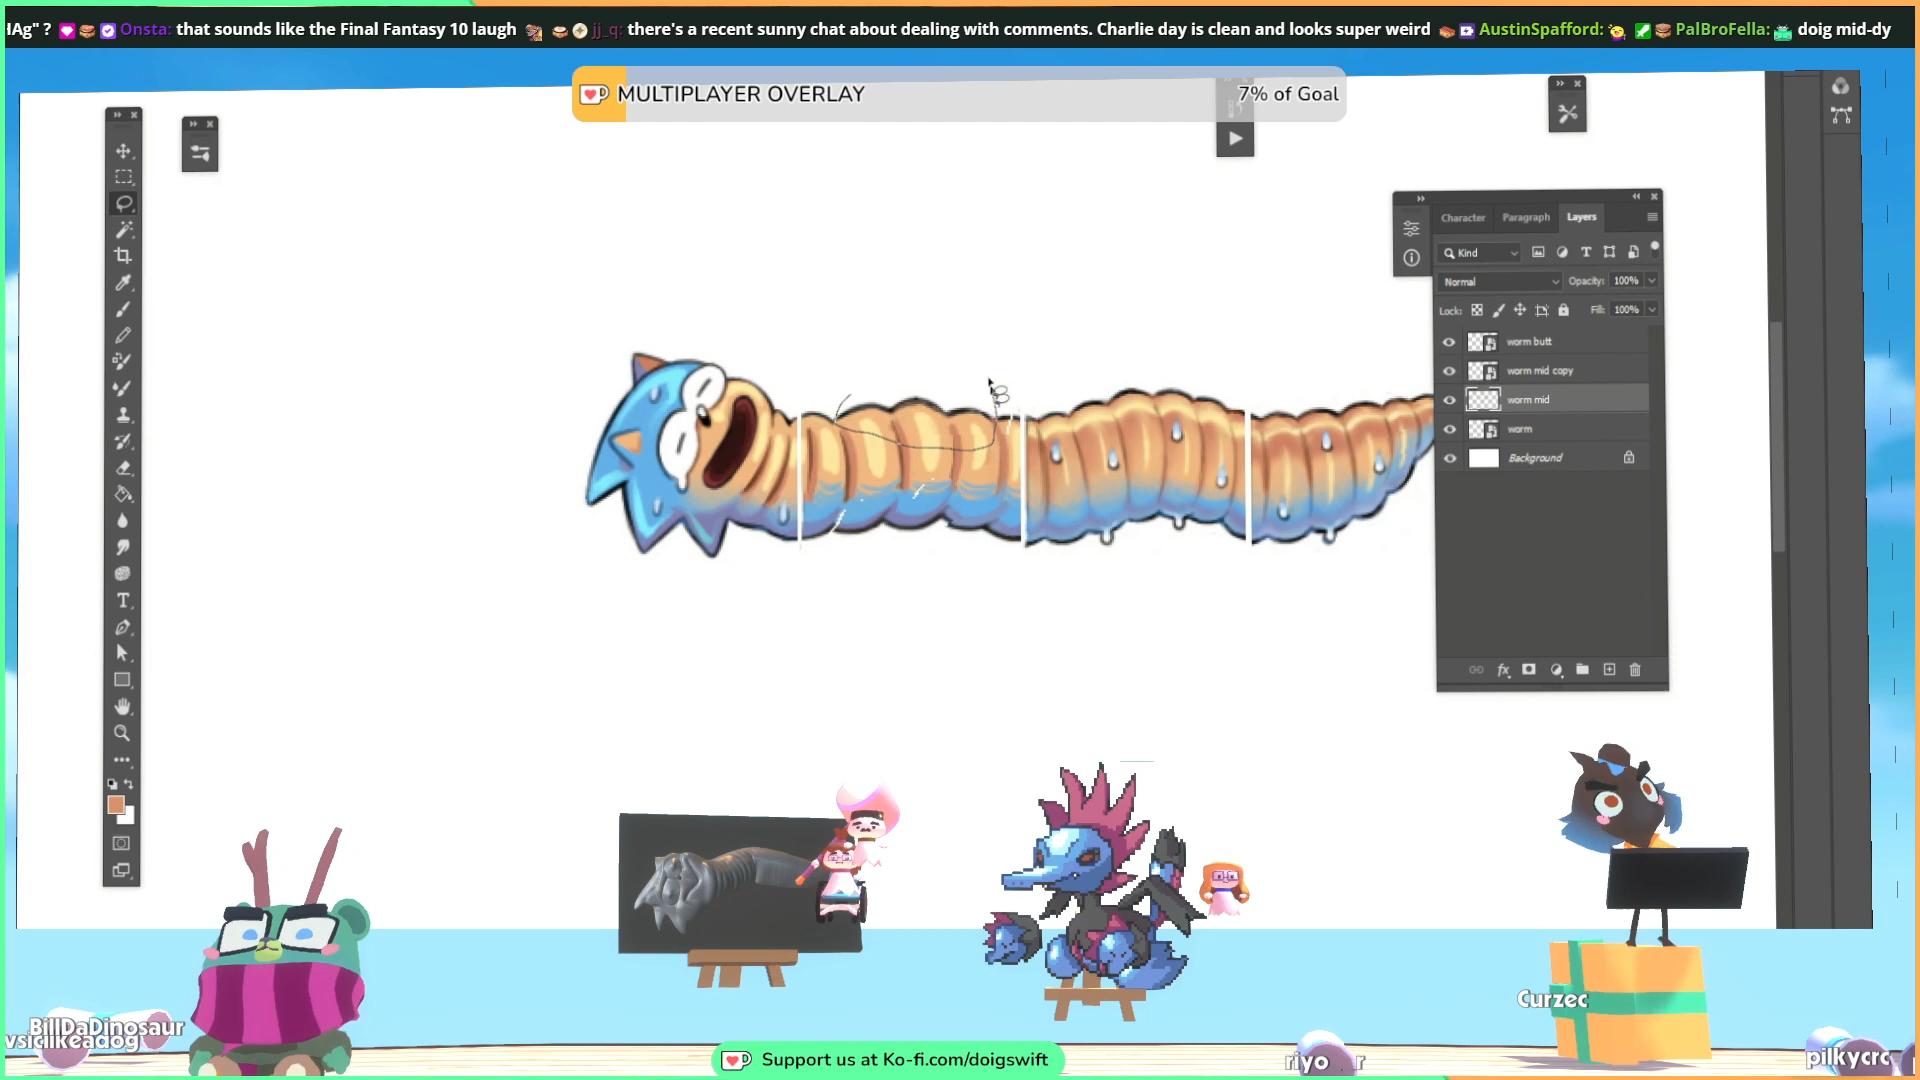 HAg" ? Onsta: that sounds like the Final Fantasy 10 laugh jj_q: there's a recent sunny chat about dealing with comments. Charlie day is clean and looks super weird AustinSpafford: PalBroFella: doig mid-dy
MULTIPLAYER OVERLAY 7% of Goal
Character Paragraph Layers
Kind
Normal Opacity: 100%
Lock: Fill: 100%
worm butt
worm mid copy
worm mid
worm
Background
Curzec
BillDaDinosaur
vsiclikeadog
Support us at Ko-fi.com/doigswift
riyo r
pilkycrc